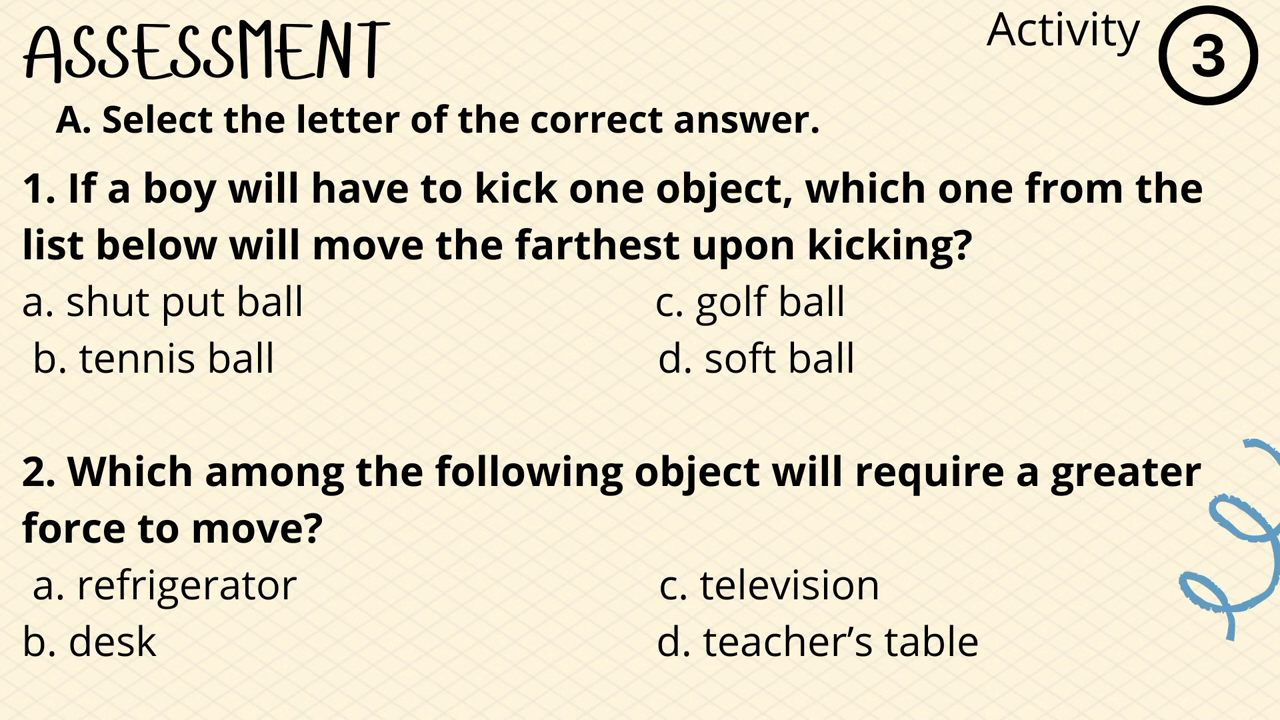 ASSESSMENT
Activity 3
A. Select the letter of the correct answer.
1. If a boy will have to kick one object, which one from the
list below will move the farthest upon kicking?
a. shut put ball c. golf ball
b. tennis ball d. soft ball
2. Which among the following object will require a greater
force to move?
a. refrigerator c. television
b. desk d. teacher’s table